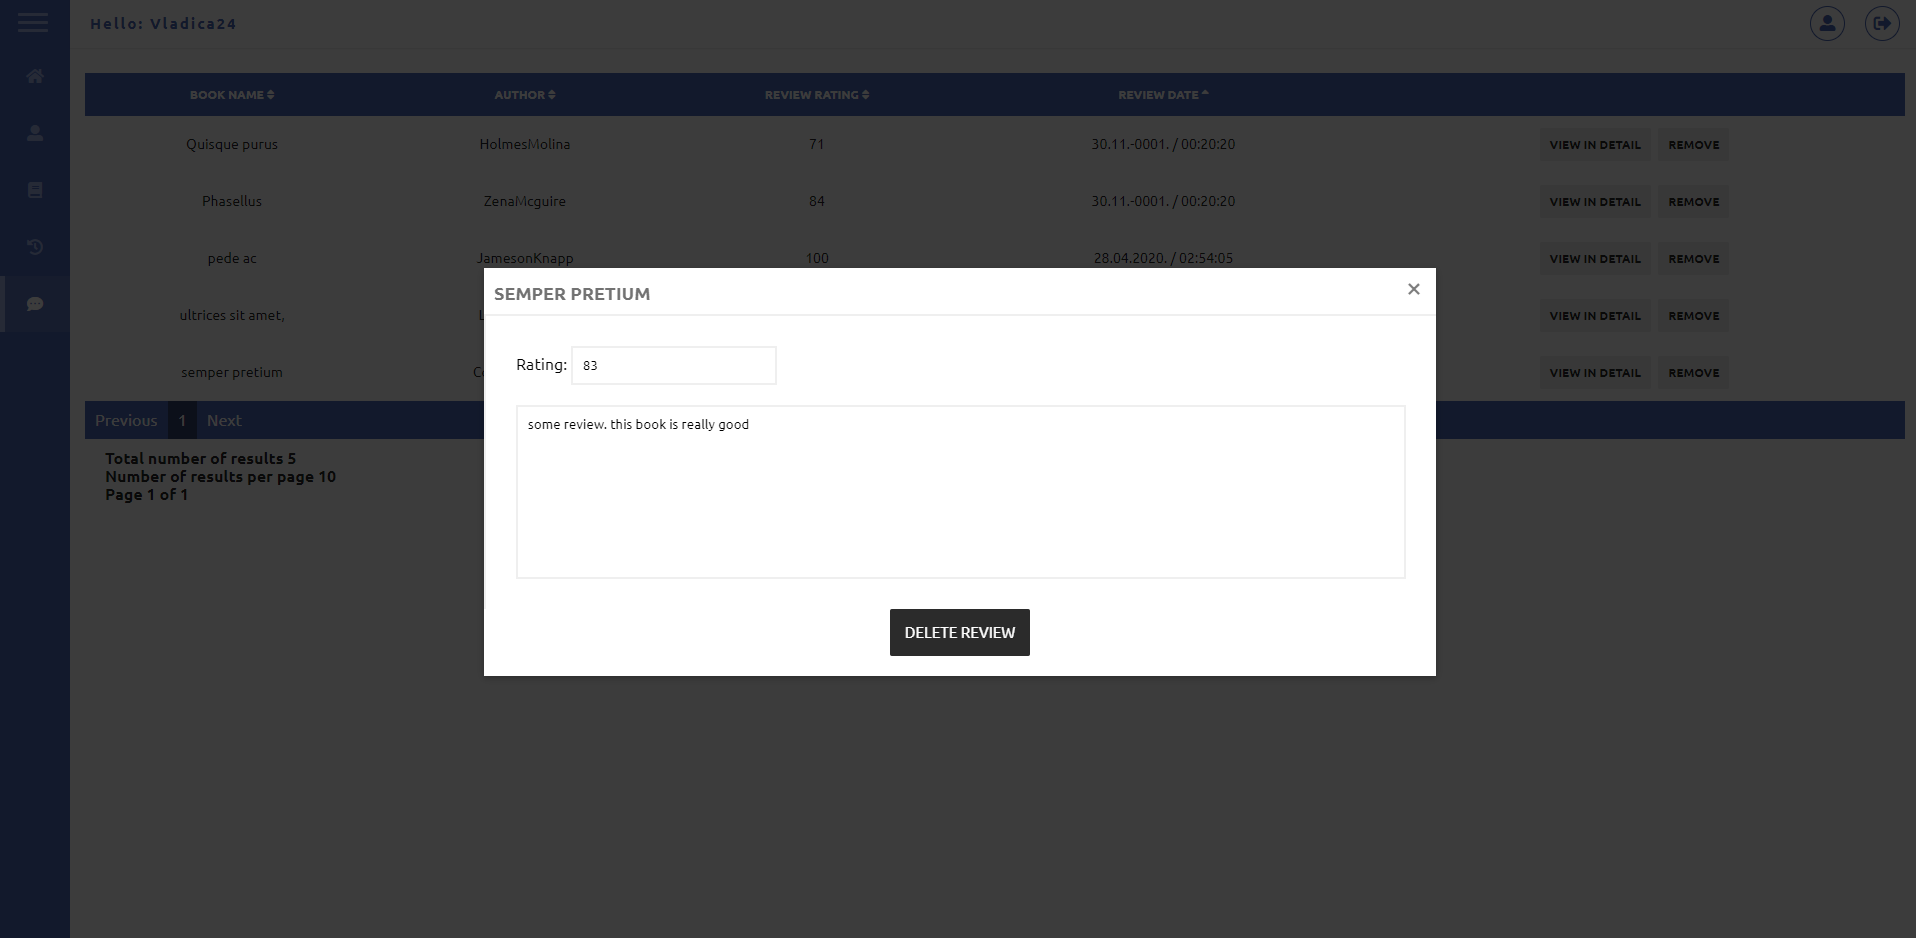 Hello: Vladica24
BOOK NAME AUTHOR REVIEW RATING REVIEW DATE
Quisque purus HolmesMolina 71 30.11.-0001. / 00:20:20 VIEW IN DETAIL REMOVE
Phasellus ZenaMcguire 84 30.11.-0001. / 00:20:20 VIEW IN DETAIL REMOVE
pede ac JamesonKnapp 100 28.04.2020. / 02:54:05 VIEW IN DETAIL REMOVE
ultrices sit amet, VIEW IN DETAIL REMOVE
semper pretium VIEW IN DETAIL REMOVE
Previous 1 Next
Total number of results 5
Number of results per page 10
Page 1 of 1
SEMPER PRETIUM ×
Rating: 83
some review. this book is really good
DELETE REVIEW